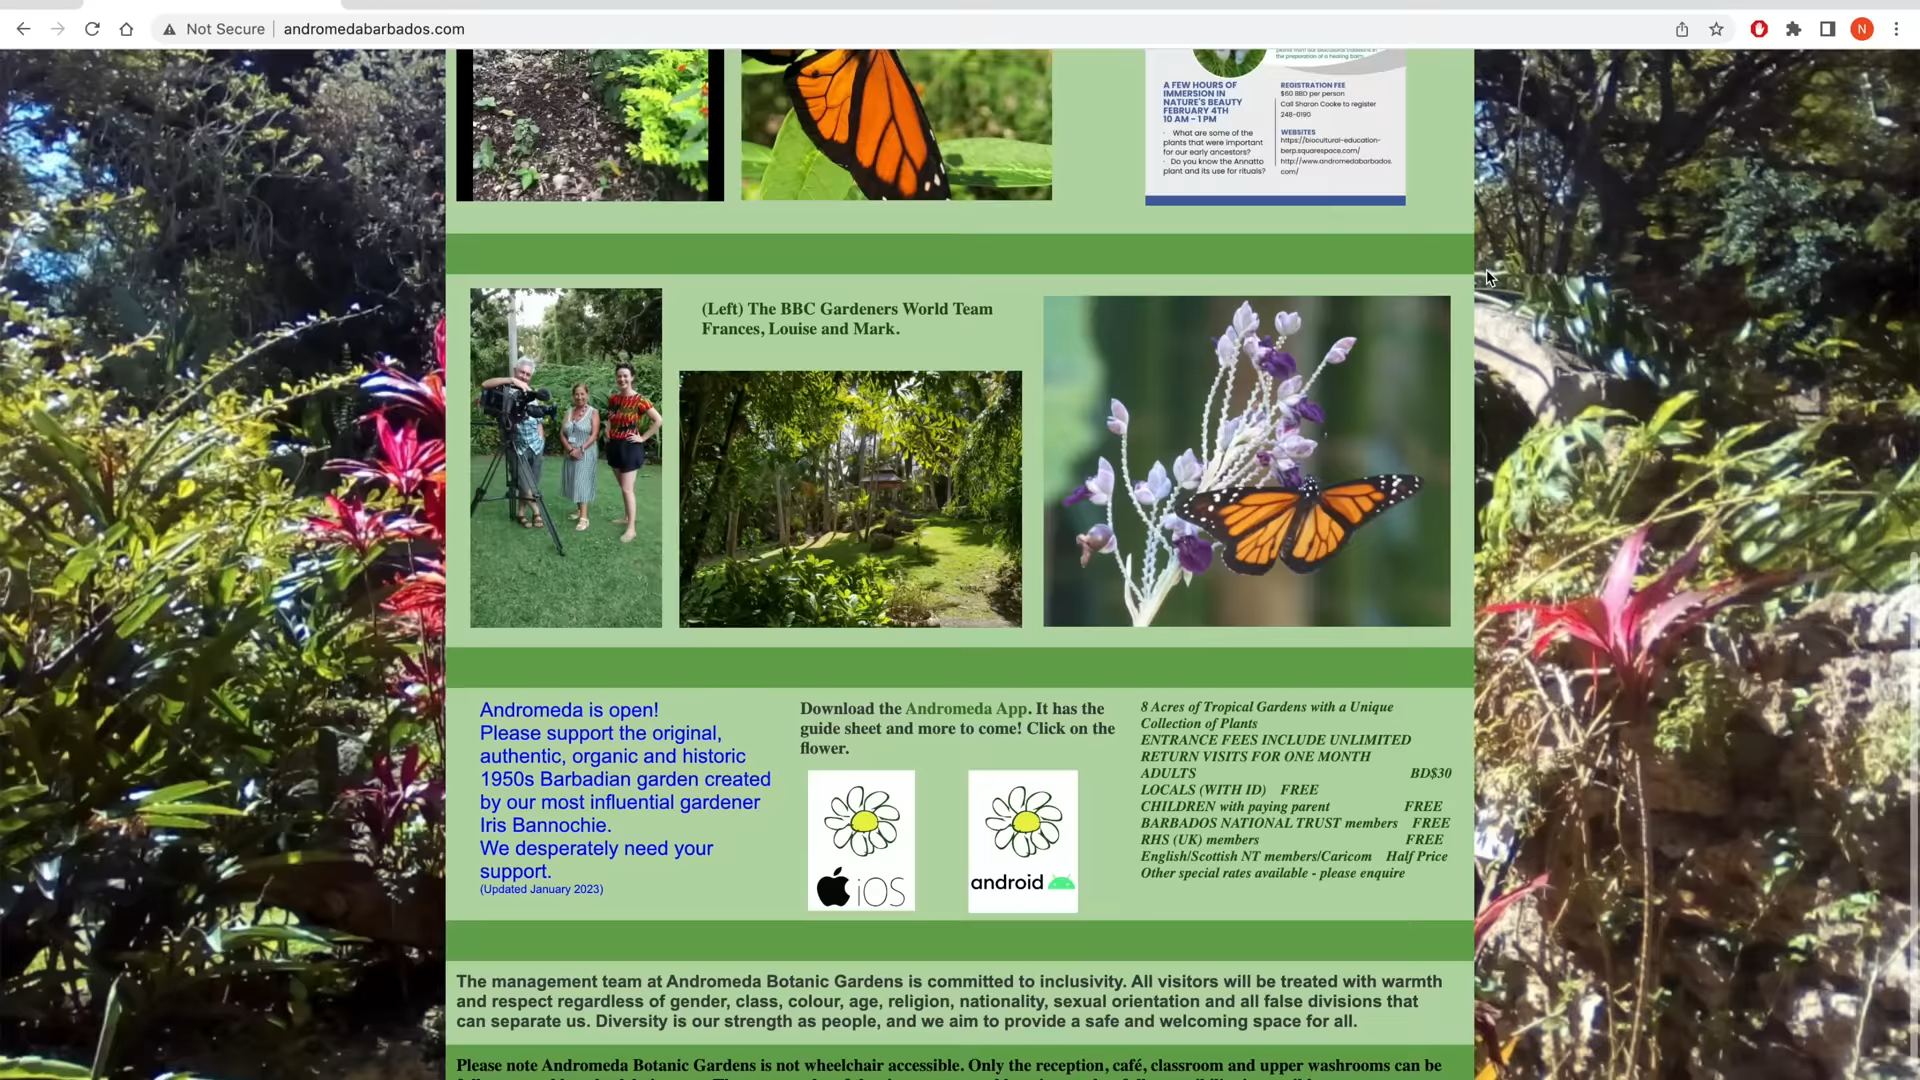 Not Secure
andromedabarbados.com
N
plants from our biocultural traditions in
the preparation of a healing balm.
A FEW HOURS OF
IMMERSION IN
NATURE'S BEAUTY
FEBRUARY 4TH
10 AM - 1 PM
· What are some of the
plants that were important
for our early ancestors?
· Do you know the Annatto
plant and its use for rituals?
REGISTRATION FEE
$60 BBD per person
Call Sharon Cooke to register
248-0190
WEBSITES
https://biocultural-education-
berp.squarespace.com/
http://www.andromedabarbados.
com/
(Left) The BBC Gardeners World Team
Frances, Louise and Mark.
Andromeda is open!
Please support the original,
authentic, organic and historic
1950s Barbadian garden created
by our most influential gardener
Iris Bannochie.
We desperately need your
support.
(Updated January 2023)
Download the Andromeda App. It has the
guide sheet and more to come! Click on the
flower.
iOS
android
8 Acres of Tropical Gardens with a Unique
Collection of Plants
ENTRANCE FEES INCLUDE UNLIMITED
RETURN VISITS FOR ONE MONTH
ADULTS BD$30
LOCALS (WITH ID) FREE
CHILDREN with paying parent FREE
BARBADOS NATIONAL TRUST members FREE
RHS (UK) members FREE
English/Scottish NT members/Caricom Half Price
Other special rates available - please enquire
The management team at Andromeda Botanic Gardens is committed to inclusivity. All visitors will be treated with warmth
and respect regardless of gender, class, colour, age, religion, nationality, sexual orientation and all false divisions that
can separate us. Diversity is our strength as people, and we aim to provide a safe and welcoming space for all.
Please note Andromeda Botanic Gardens is not wheelchair accessible. Only the reception, café, classroom and upper washrooms can be